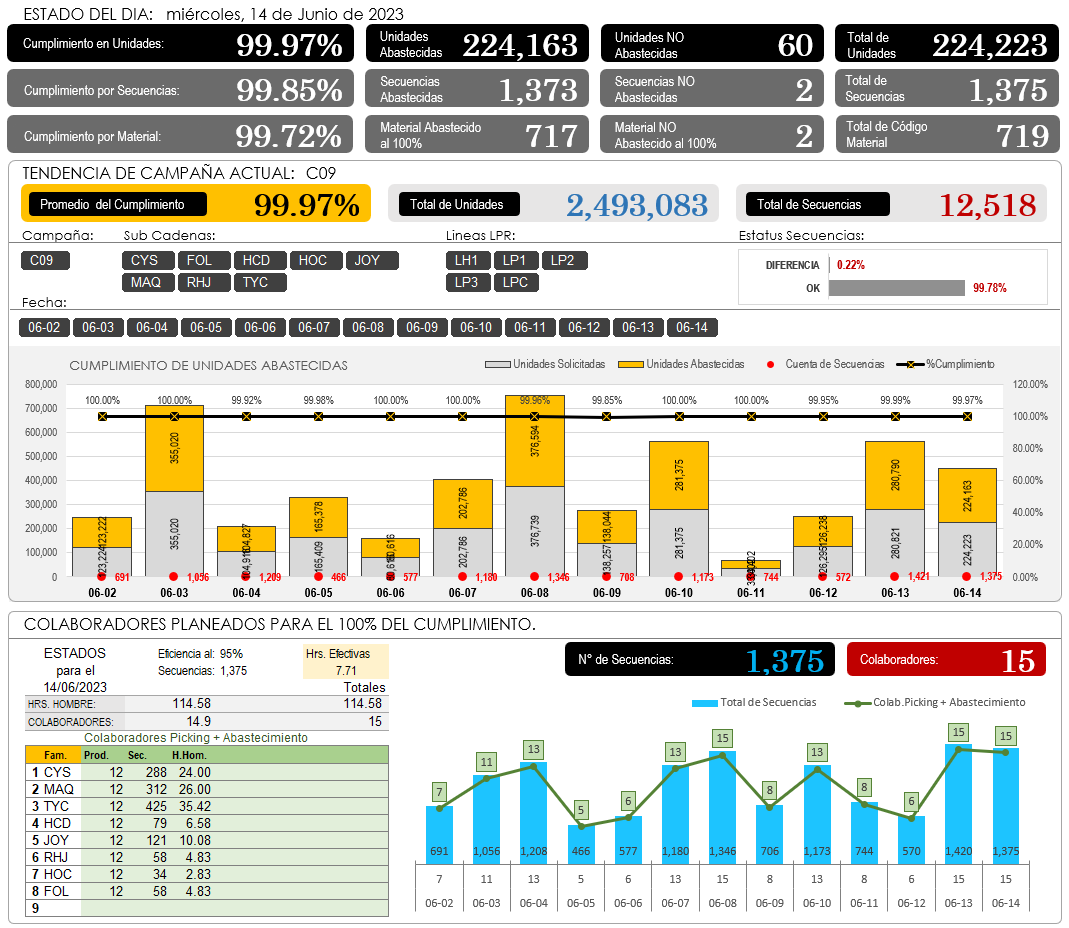 ESTADO DEL DIA: miércoles, 14 de Junio de 2023
Cumplimiento en Unidades: 99.97%
Unidades Abastecidas 224,163
Unidades NO Abastecidas 60
Total de Unidades 224,223
Cumplimiento por Secuencias: 99.85%
Secuencias Abastecidas 1,373
Secuencias NO Abastecidas 2
Total de Secuencias 1,375
Cumplimiento por Material: 99.72%
Material Abastecido al 100% 717
Material NO Abastecido al 100% 2
Total de Código Material 719
TENDENCIA DE CAMPAÑA ACTUAL: C09
Promedio del Cumplimiento 99.97%
Total de Unidades 2,493,083
Total de Secuencias 12,518
Campaña: Sub Cadenas: Lineas LPR: Estatus Secuencias:
C09 CYS FOL HCD HOC JOY LH1 LP1 LP2
MAQ RHJ TYC LP3 LPC
DIFERENCIA 0.22%
OK 99.78%
Fecha:
06-02 06-03 06-04 06-05 06-06 06-07 06-08 06-09 06-10 06-11 06-12 06-13 06-14
CUMPLIMIENTO DE UNIDADES ABASTECIDAS
Unidades Solicitadas Unidades Abastecidas Cuenta de Secuencias %Cumplimiento
800,000
700,000
600,000
500,000
400,000
300,000
200,000
100,000
0
120.00%
100.00%
80.00%
60.00%
40.00%
20.00%
0.00%
100.00% 100.00% 99.92% 99.98% 100.00% 100.00% 99.96% 99.85% 100.00% 100.00% 99.95% 99.99% 99.97%
123,222 355,020 104,827 165,378 202,786 376,594 138,044 281,375 126,238 280,790 224,163
123,224 355,020 165,409 202,786 376,739 138,257 281,375 126,295 280,821 224,223
691 1,056 1,209 466 577 1,180 1,346 708 1,173 744 572 1,421 1,375
06-02 06-03 06-04 06-05 06-06 06-07 06-08 06-09 06-10 06-11 06-12 06-13 06-14
COLABORADORES PLANEADOS PARA EL 100% DEL CUMPLIMIENTO.
ESTADOS
para el
14/06/2023
Eficiencia al: 95%
Secuencias: 1,375
Hrs. Efectivas
7.71
Totales
HRS. HOMBRE: 114.58 114.58
COLABORADORES: 14.9 15
Colaboradores Picking + Abastecimiento
Fam. Prod. Sec. H.Hom.
1 CYS 12 288 24.00
2 MAQ 12 312 26.00
3 TYC 12 425 35.42
4 HCD 12 79 6.58
5 JOY 12 121 10.08
6 RHJ 12 58 4.83
7 HOC 12 34 2.83
8 FOL 12 58 4.83
9
N° de Secuencias: 1,375
Colaboradores: 15
Total de Secuencias Colab.Picking + Abastecimiento
7 11 13 5 6 13 15 8 13 8 6 15 15
691 1,056 1,208 466 577 1,180 1,346 706 1,173 744 570 1,420 1,375
7 11 13 5 6 13 15 8 13 8 6 15 15
06-02 06-03 06-04 06-05 06-06 06-07 06-08 06-09 06-10 06-11 06-12 06-13 06-14